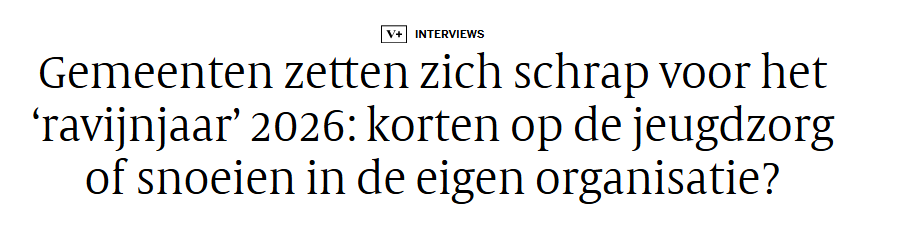 V+ INTERVIEWS
Gemeenten zetten zich schrap voor het
‘ravijnjaar’ 2026: korten op de jeugdzorg
of snoeien in de eigen organisatie?